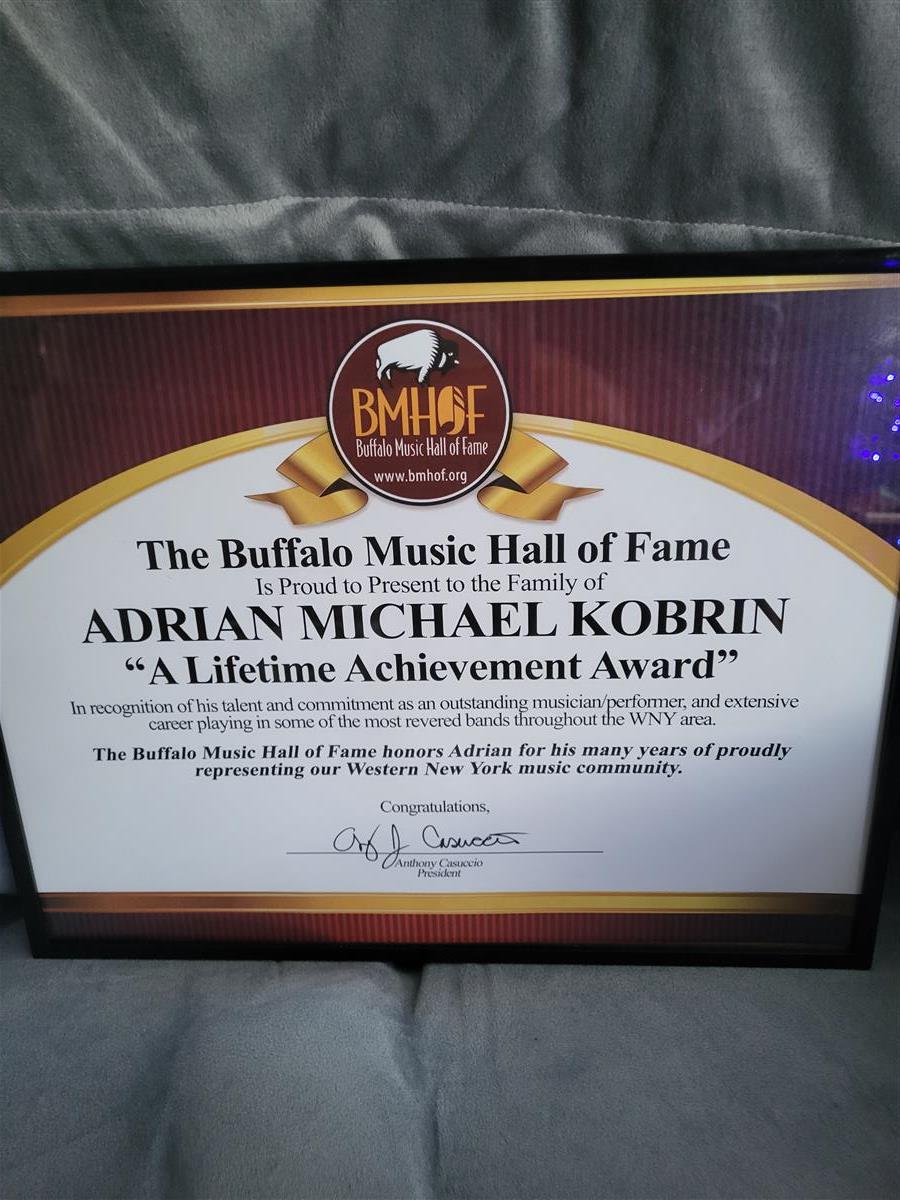 BMHOF
Buffalo Music Hall of Fame
www.bmhof.org
The Buffalo Music Hall of Fame
Is Proud to Present to the Family of
ADRIAN MICHAEL KOBRIN
“A Lifetime Achievement Award”
In recognition of his talent and commitment as an outstanding musician/performer, and extensive
career playing in some of the most revered bands throughout the WNY area.
The Buffalo Music Hall of Fame honors Adrian for his many years of proudly
representing our Western New York music community.
Congratulations,
J Casuccio
Anthony Casuccio
President